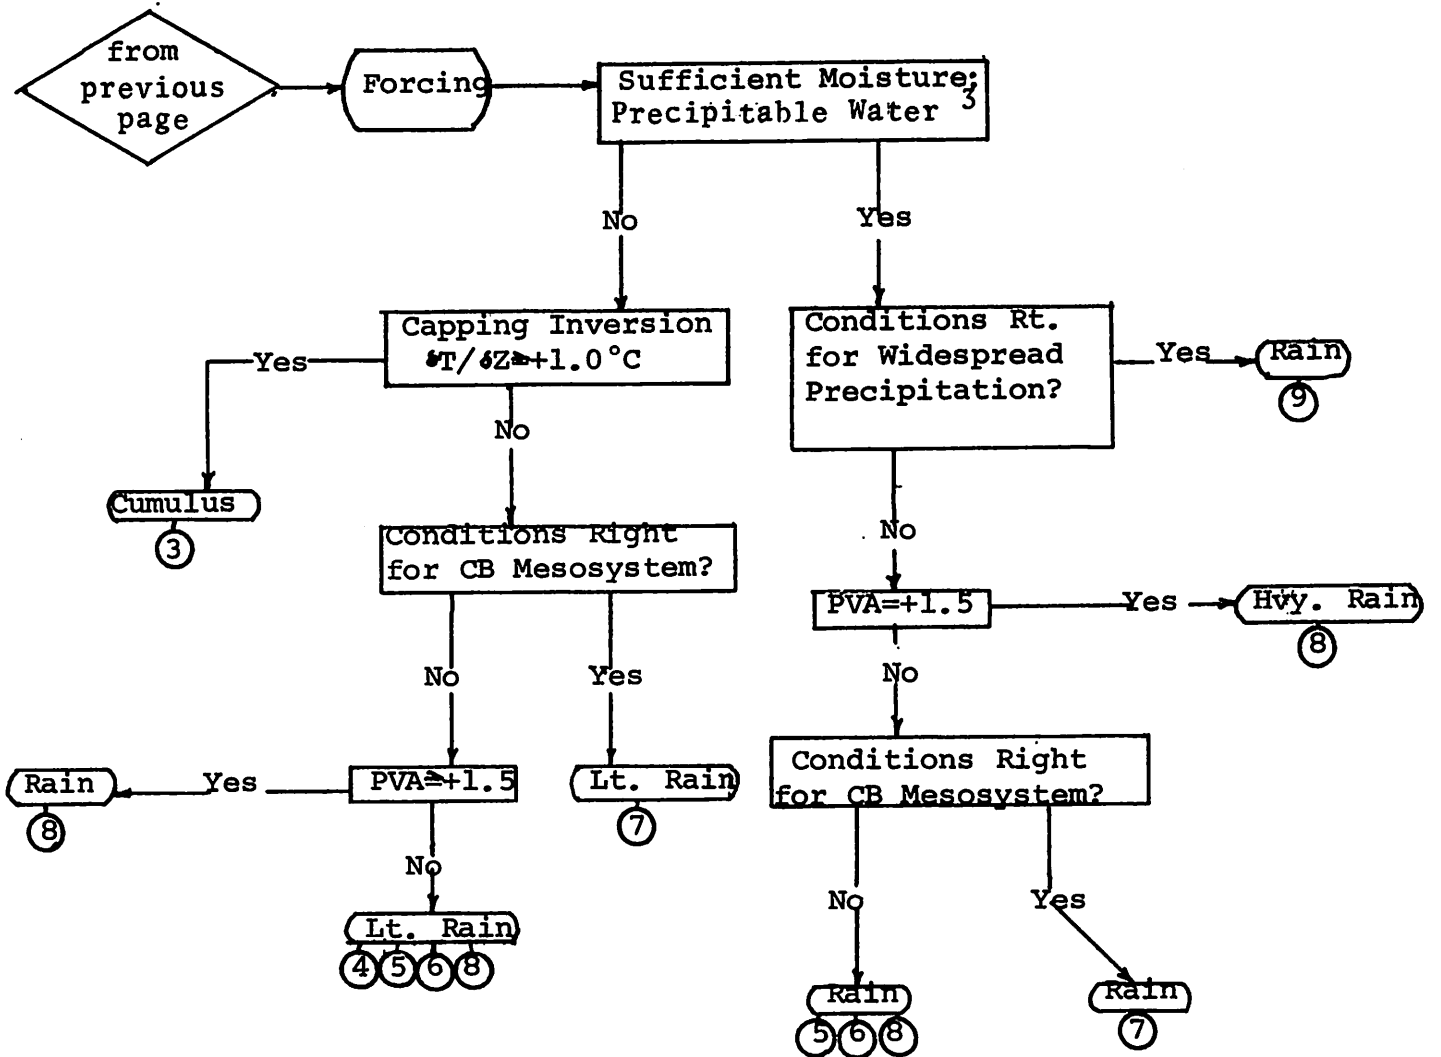 from
previous
page
Forcing
Sufficient Moisture;
Precipitable Water 3
No
Yes
Capping Inversion
δT/δZ≥+1.0°C
Yes
No
Cumulus
3
Conditions Rt.
for Widespread
Precipitation?
Yes
Rain
9
No
Conditions Right
for CB Mesosystem?
No
Yes
PVA=+1.5
Yes
Hvy. Rain
8
No
PVA≥+1.5
Yes
Rain
8
Lt. Rain
7
No
Lt. Rain
4 5 6 8
Conditions Right
for CB Mesosystem?
No
Yes
Rain
5 6 8
Rain
7